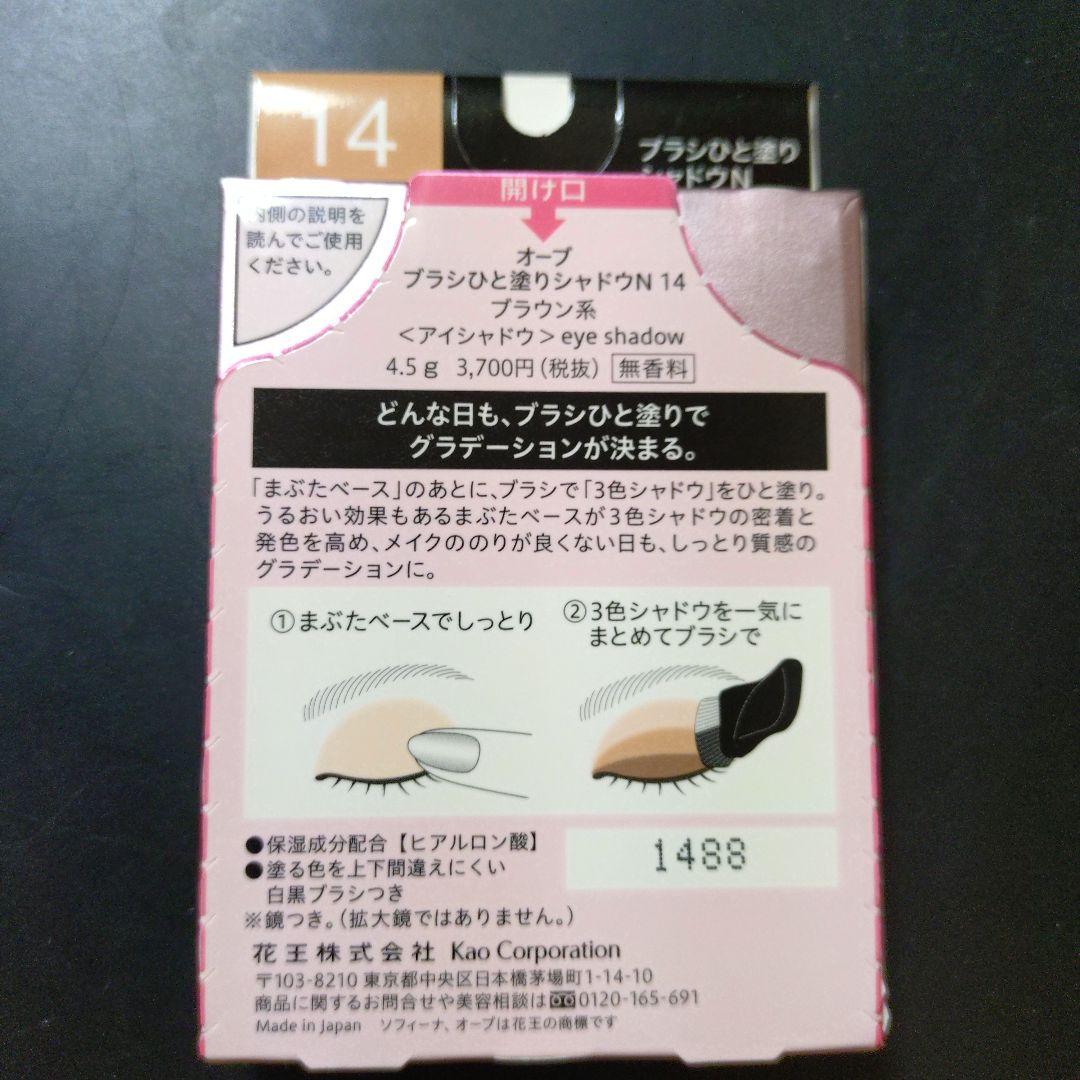 14
ブラシひと塗り
シャドウN
開け口
内側の説明を
読んでご使用
ください。
オーブ
ブラシひと塗りシャドウN 14
ブラウン系
＜アイシャドウ＞eye shadow
4.5g 3,700円(税抜) 無香料
どんな日も、ブラシひと塗りで
グラデーションが決まる。
「まぶたベース」のあとに、ブラシで「3色シャドウ」をひと塗り。
うるおい効果もあるまぶたベースが3色シャドウの密着と
発色を高め、メイクののりが良くない日も、しっとり質感の
グラデーションに。
①まぶたベースでしっとり
②3色シャドウを一気に
まとめてブラシで
●保湿成分配合【ヒアルロン酸】
●塗る色を上下間違えにくい
白黒ブラシつき
※鏡つき。(拡大鏡ではありません。)
1488
花王株式会社 Kao Corporation
〒103-8210 東京都中央区日本橋茅場町1-14-10
商品に関するお問合せや美容相談は0120-165-691
Made in Japan ソフィーナ、オーブは花王の商標です